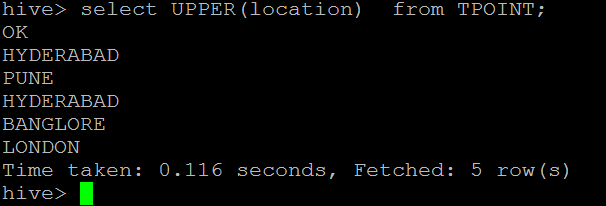 hive> select UPPER(location)  from TPOINT;
OK
HYDERABAD
PUNE
HYDERABAD
BANGLORE
LONDON
Time taken: 0.116 seconds, Fetched: 5 row(s)
hive>